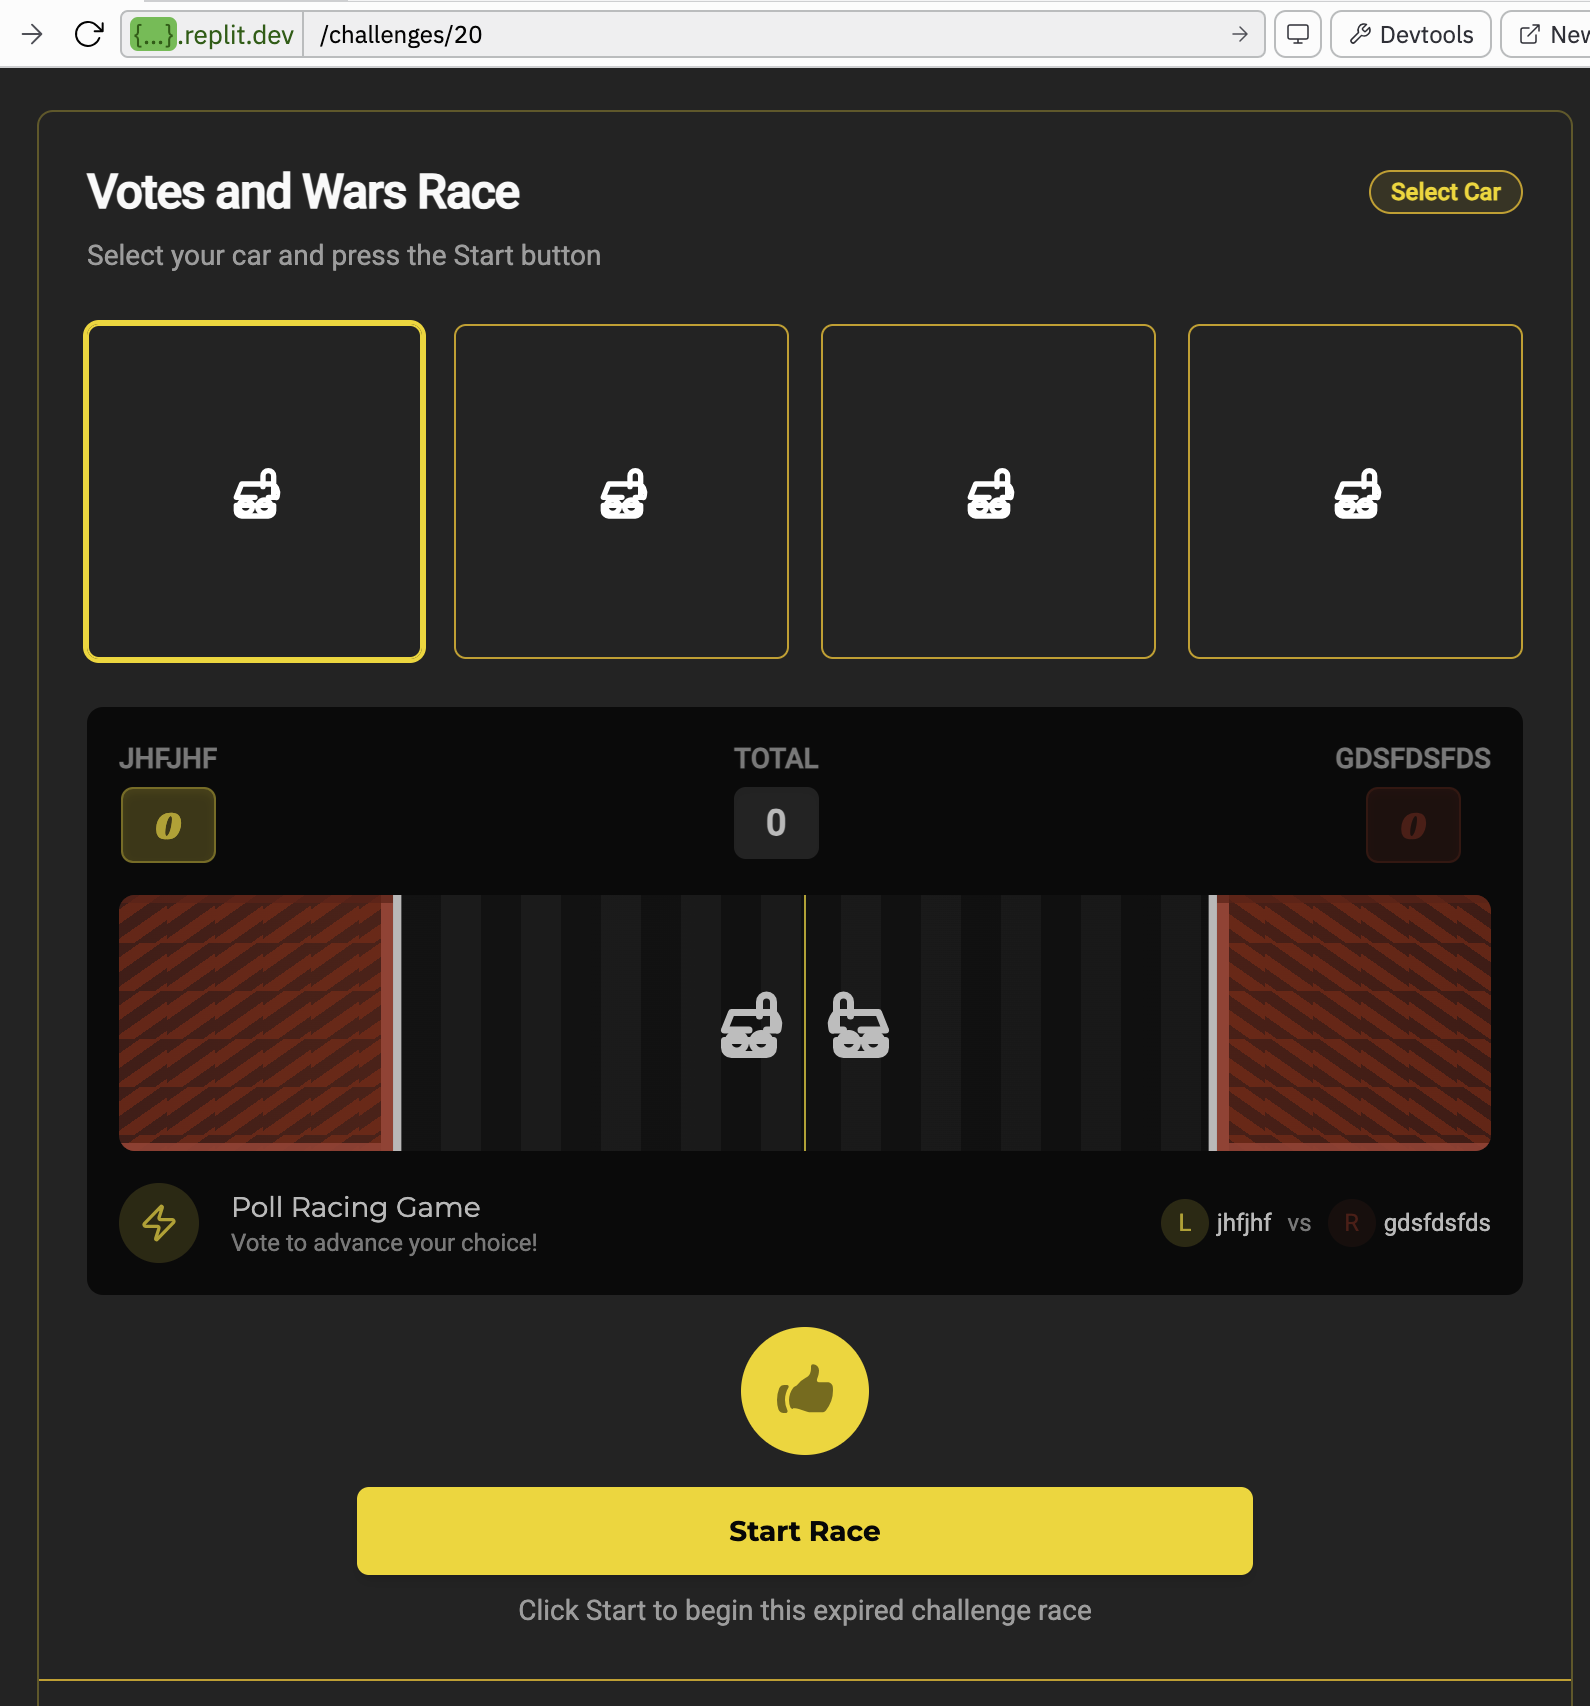 {...}.replit.dev /challenges/20 Devtools New
Votes and Wars Race
Select Car
Select your car and press the Start button
JHFJHF TOTAL GDSFDSFDS
0 0 0
Poll Racing Game
Vote to advance your choice!
L jhfjhf vs R gdsfdsfds
Start Race
Click Start to begin this expired challenge race